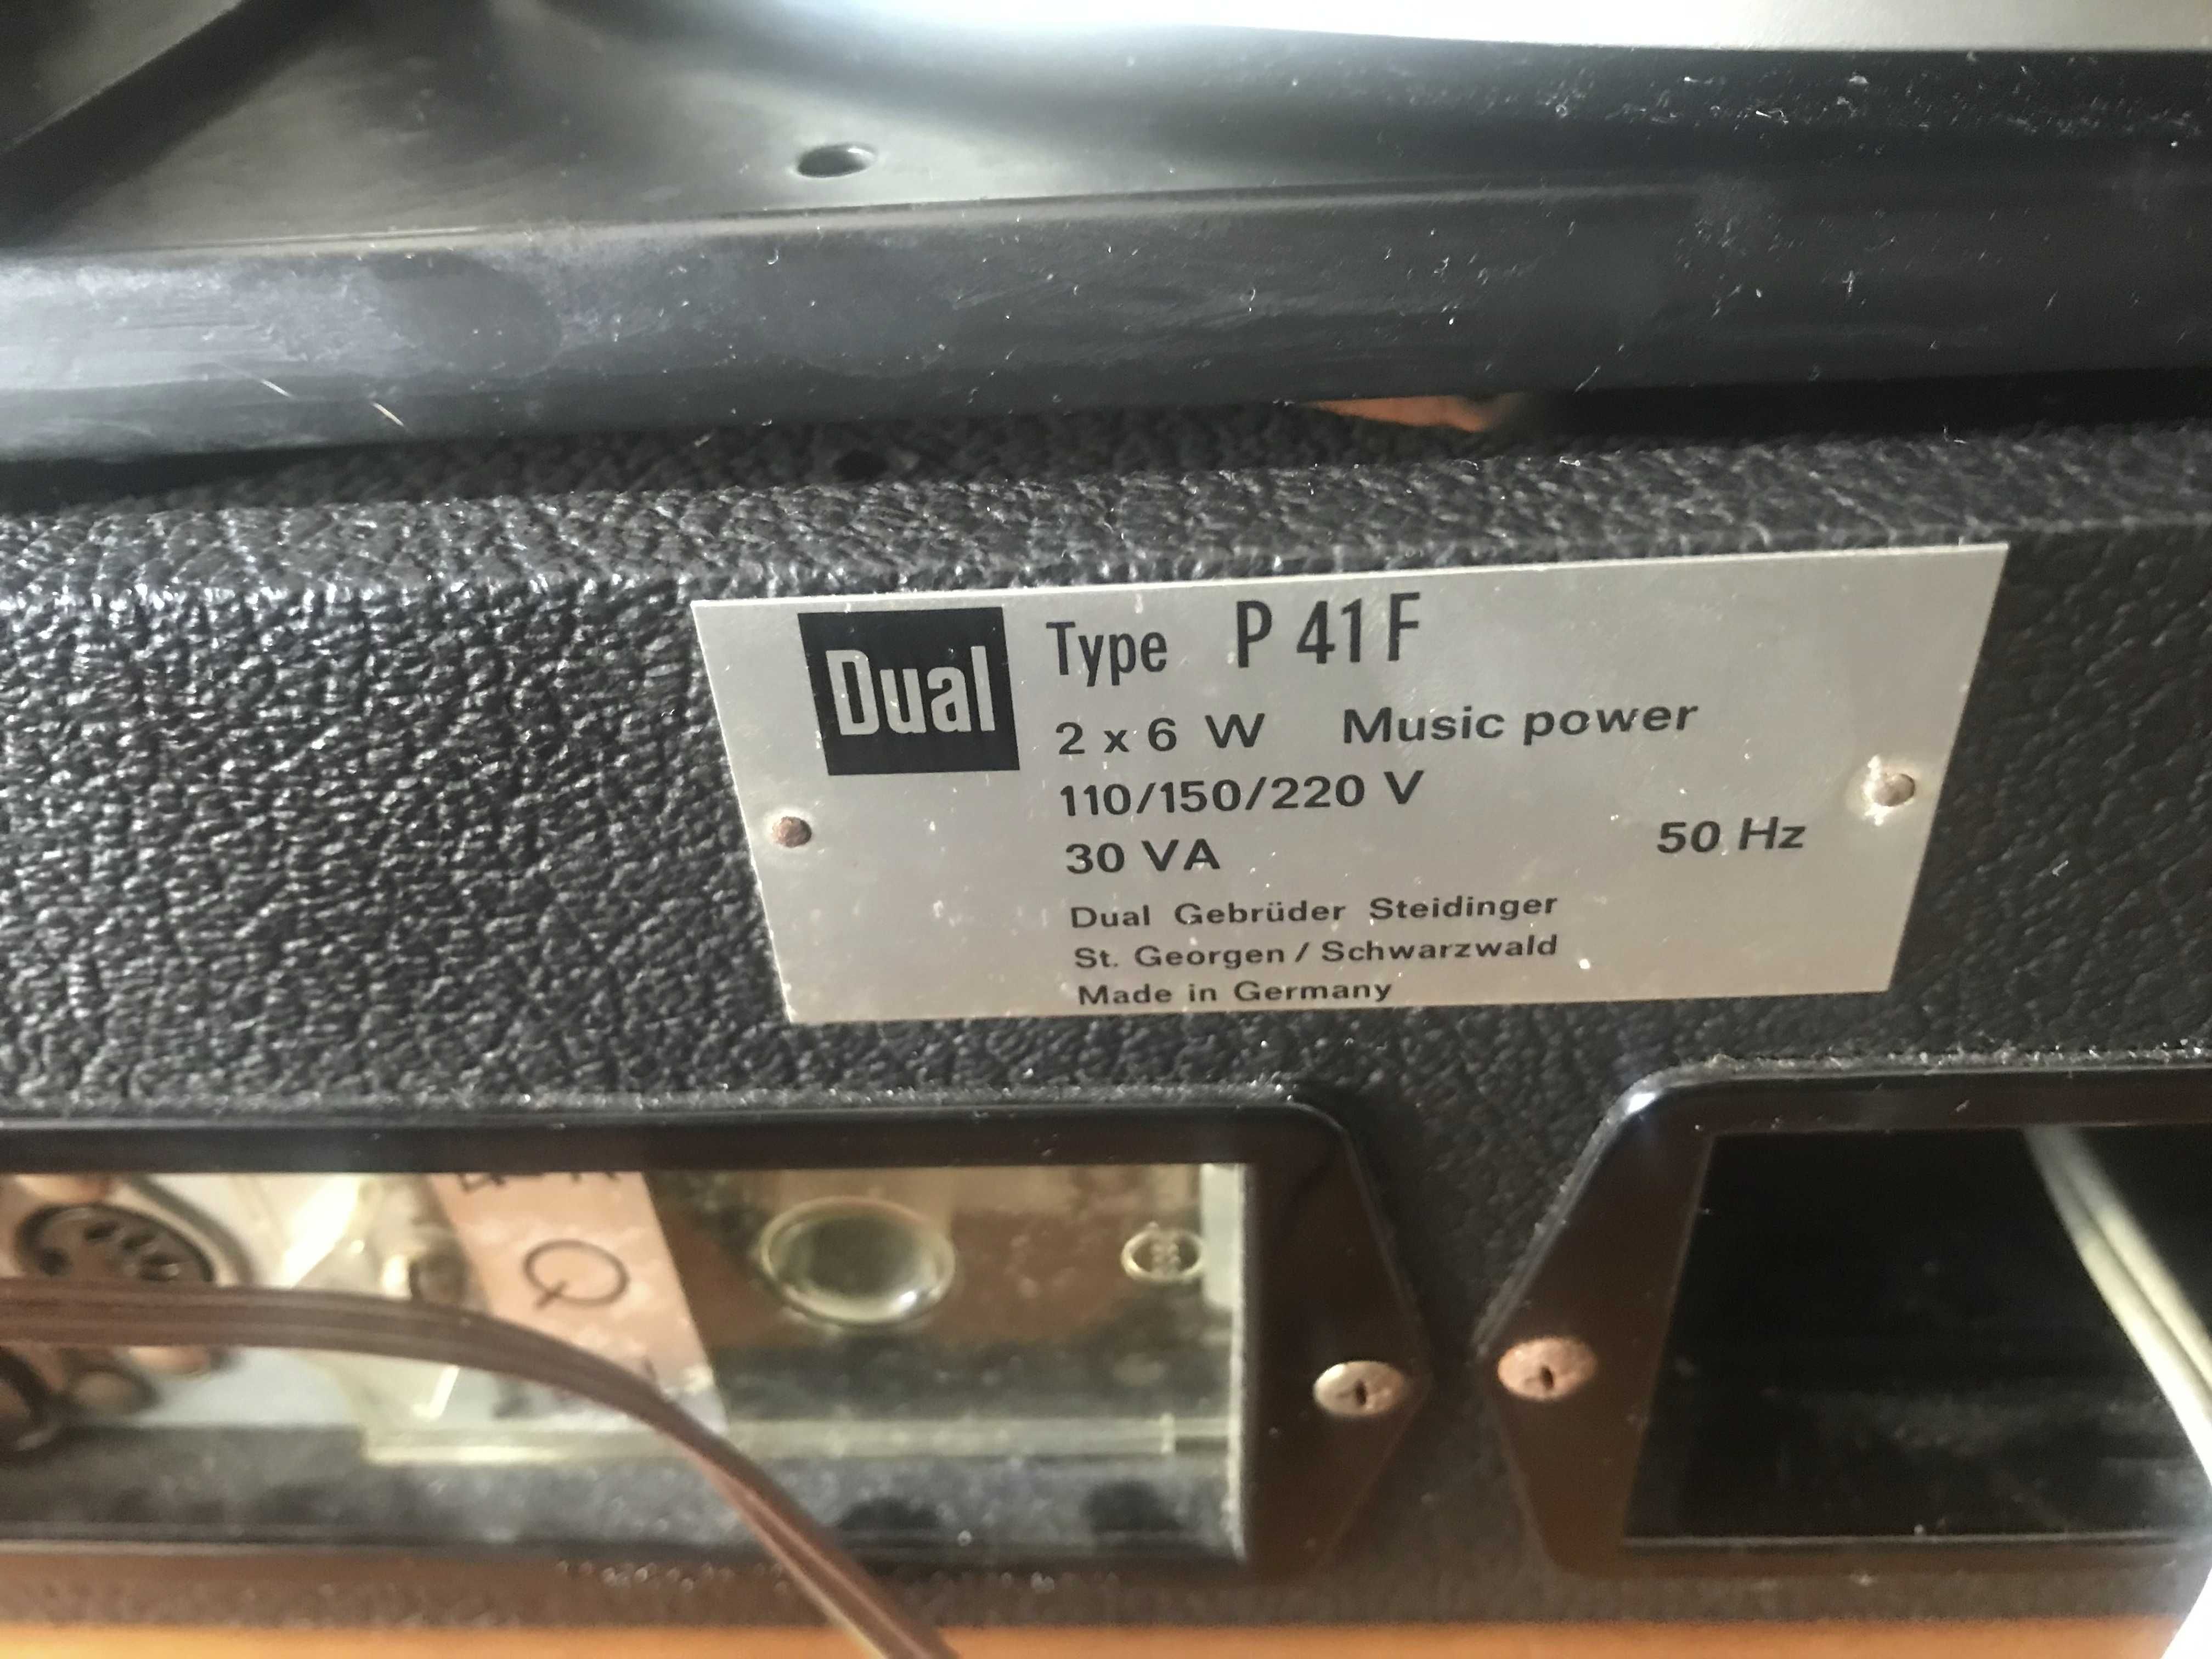 Dual
Type P 41 F
2 x 6 W Music power
110/150/220 V
30 VA 50 Hz
Dual Gebrüder Steidinger
St. Georgen / Schwarzwald
Made in Germany